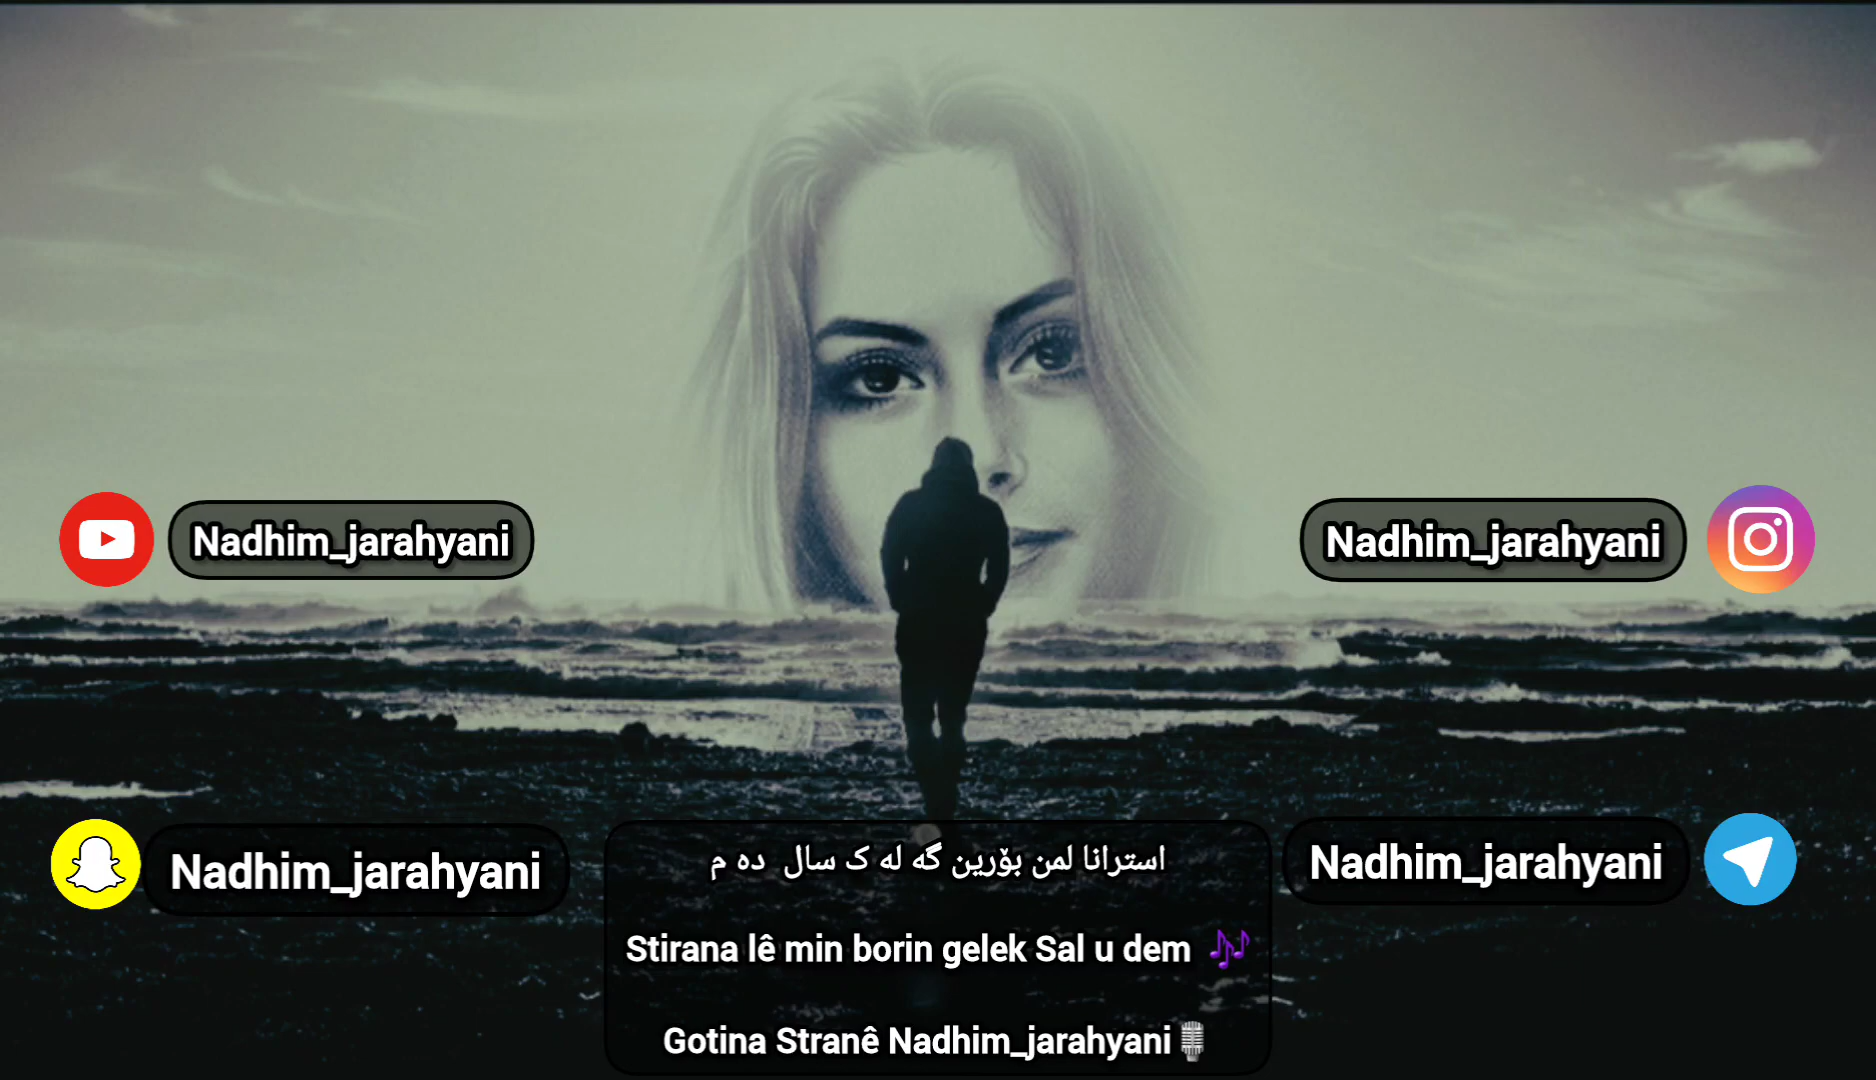 Nadhim_jarahyani
Nadhim_jarahyani
Nadhim_jarahyani
Nadhim_jarahyani
استرانا لمن بۆرین گه له ک سال ده م
Stirana lê min borin gelek Sal u dem 🎶
Gotina Stranê Nadhim_jarahyani🎙